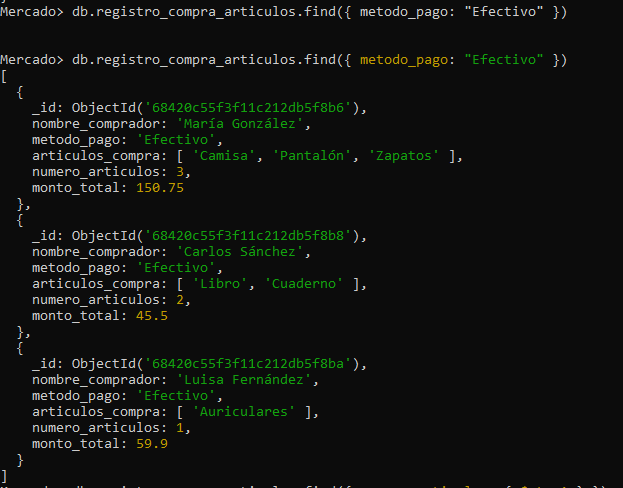 Mercado> db.registro_compra_articulos.find({ metodo_pago: "Efectivo" })
Mercado> db.registro_compra_articulos.find({ metodo_pago: "Efectivo" })
[
  {
    _id: ObjectId('68420c55f3f11c212db5f8b6'),
    nombre_comprador: 'María González',
    metodo_pago: 'Efectivo',
    articulos_compra: [ 'Camisa', 'Pantalón', 'Zapatos' ],
    numero_articulos: 3,
    monto_total: 150.75
  },
  {
    _id: ObjectId('68420c55f3f11c212db5f8b8'),
    nombre_comprador: 'Carlos Sánchez',
    metodo_pago: 'Efectivo',
    articulos_compra: [ 'Libro', 'Cuaderno' ],
    numero_articulos: 2,
    monto_total: 45.5
  },
  {
    _id: ObjectId('68420c55f3f11c212db5f8ba'),
    nombre_comprador: 'Luisa Fernández',
    metodo_pago: 'Efectivo',
    articulos_compra: [ 'Auriculares' ],
    numero_articulos: 1,
    monto_total: 59.9
  }
]